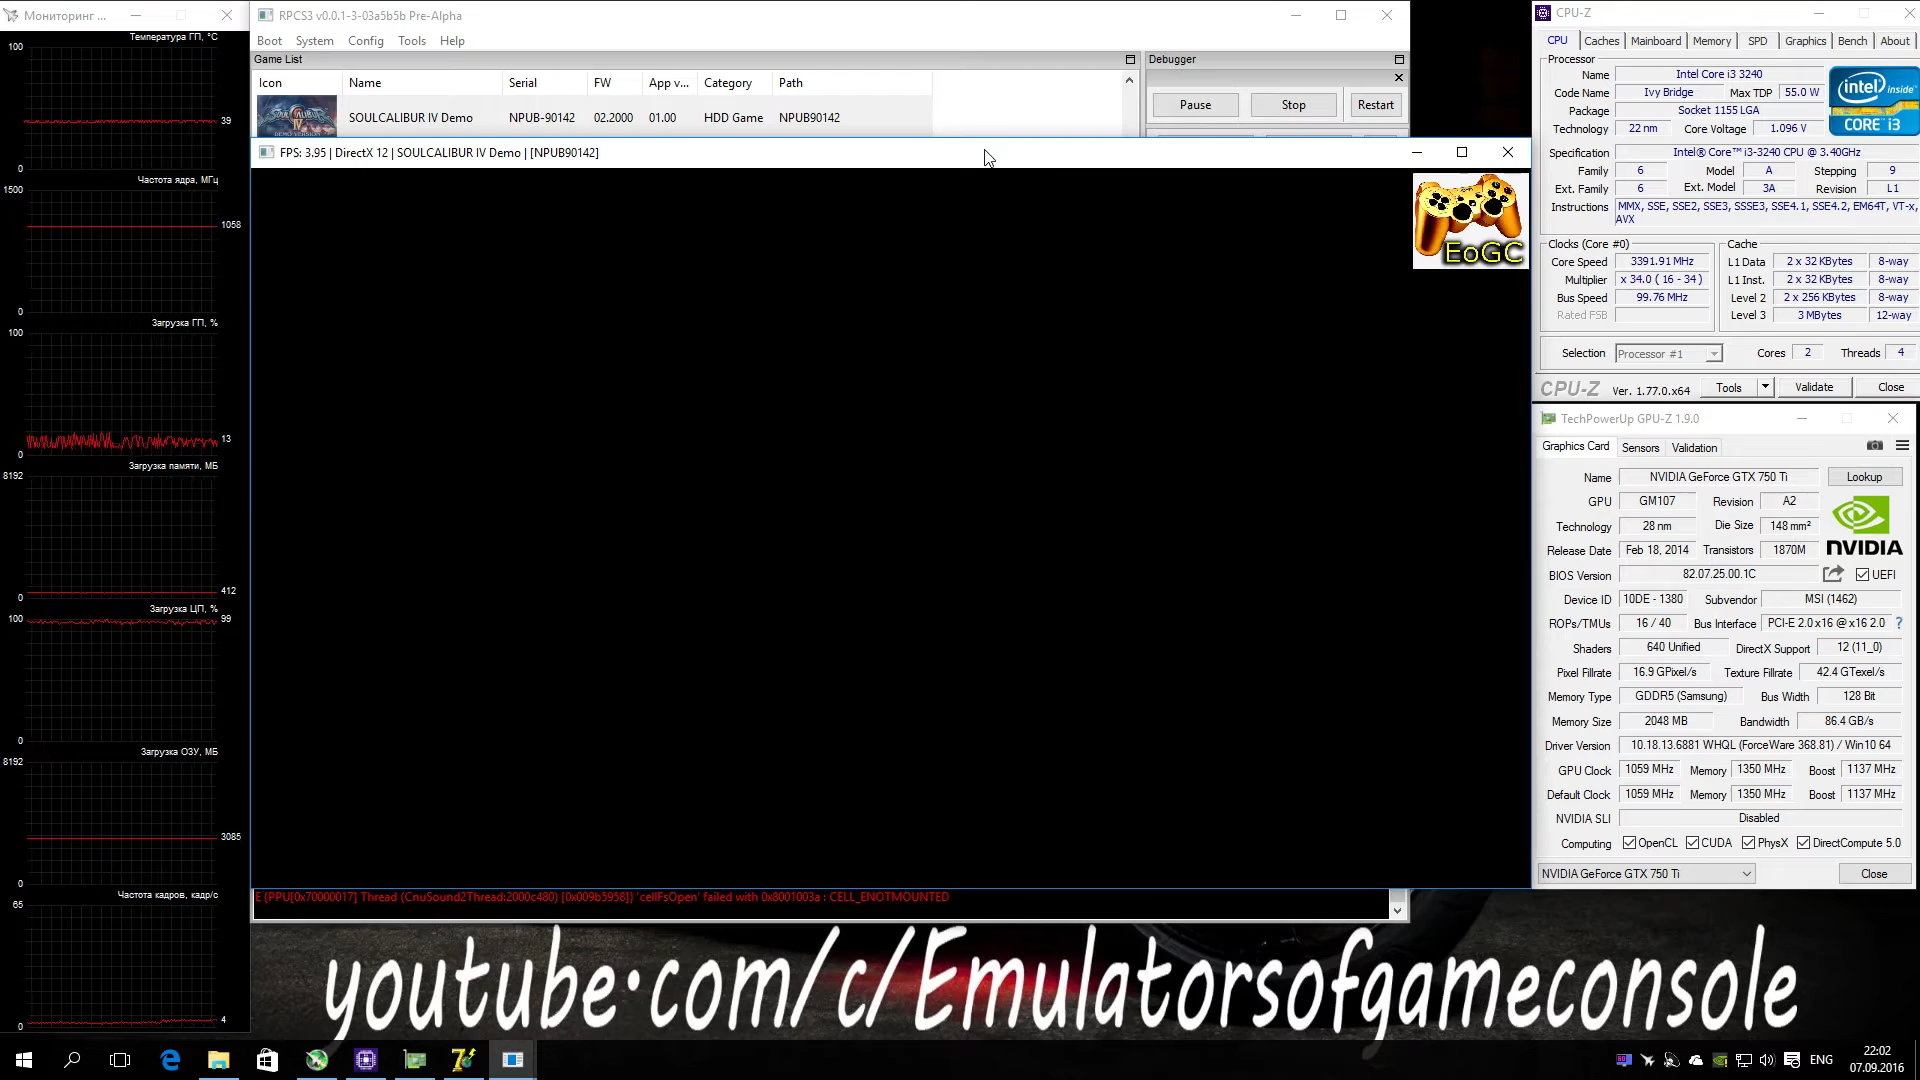 Мониторинг ...
Температура ГП, °C
100
39
0
Частота ядра, МГц
1500
1058
0
Загрузка ГП, %
100
13
0
Загрузка памяти, МБ
8192
412
0
Загрузка ЦП, %
100
99
0
Загрузка ОЗУ, МБ
8192
3085
0
Частота кадров, кадр/с
65
4
0
RPCS3 v0.0.1-3-03a5b5b Pre-Alpha
Boot System Config Tools Help
Game List
Icon Name Serial FW App v... Category Path
SOULCALIBUR IV Demo NPUB-90142 02.2000 01.00 HDD Game NPUB90142
Debugger
Pause Stop Restart
FPS: 3.95 | DirectX 12 | SOULCALIBUR IV Demo | [NPUB90142]
EoGC
E {PPU[0x70000017] Thread (CnuSound2Thread:2000c480) [0x009b5958]} 'cellFsOpen' failed with 0x8001003a : CELL_ENOTMOUNTED
youtube.com/c/Emulatorsofgameconsole
CPU-Z
CPU Caches Mainboard Memory SPD Graphics Bench About
Processor
Name Intel Core i3 3240
Code Name Ivy Bridge Max TDP 55.0 W
Package Socket 1155 LGA
Technology 22 nm Core Voltage 1.096 V
intel inside™
CORE i3
Specification Intel® Core™ i3-3240 CPU @ 3.40GHz
Family 6 Model A Stepping 9
Ext. Family 6 Ext. Model 3A Revision L1
Instructions MMX, SSE, SSE2, SSE3, SSSE3, SSE4.1, SSE4.2, EM64T, VT-x,
AVX
Clocks (Core #0)
Core Speed 3391.91 MHz
Multiplier x 34.0 ( 16 - 34 )
Bus Speed 99.76 MHz
Rated FSB
Cache
L1 Data 2 x 32 KBytes 8-way
L1 Inst. 2 x 32 KBytes 8-way
Level 2 2 x 256 KBytes 8-way
Level 3 3 MBytes 12-way
Selection Processor #1 Cores 2 Threads 4
CPU-Z Ver. 1.77.0.x64 Tools Validate Close
TechPowerUp GPU-Z 1.9.0
Graphics Card Sensors Validation
Name NVIDIA GeForce GTX 750 Ti Lookup
GPU GM107 Revision A2
Technology 28 nm Die Size 148 mm²
Release Date Feb 18, 2014 Transistors 1870M
NVIDIA
BIOS Version 82.07.25.00.1C UEFI
Device ID 10DE - 1380 Subvendor MSI (1462)
ROPs/TMUs 16 / 40 Bus Interface PCI-E 2.0 x16 @ x16 2.0 ?
Shaders 640 Unified DirectX Support 12 (11_0)
Pixel Fillrate 16.9 GPixel/s Texture Fillrate 42.4 GTexel/s
Memory Type GDDR5 (Samsung) Bus Width 128 Bit
Memory Size 2048 MB Bandwidth 86.4 GB/s
Driver Version 10.18.13.6881 WHQL (ForceWare 368.81) / Win10 64
GPU Clock 1059 MHz Memory 1350 MHz Boost 1137 MHz
Default Clock 1059 MHz Memory 1350 MHz Boost 1137 MHz
NVIDIA SLI Disabled
Computing OpenCL CUDA PhysX DirectCompute 5.0
NVIDIA GeForce GTX 750 Ti Close
ENG
22:02
07.09.2016